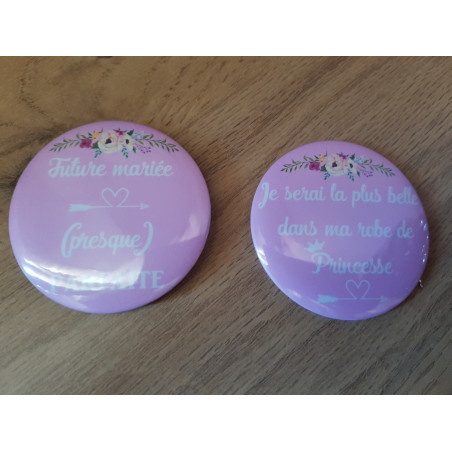 Future mariée
(presque)
Je serai la plus belle
dans ma robe de
Princesse